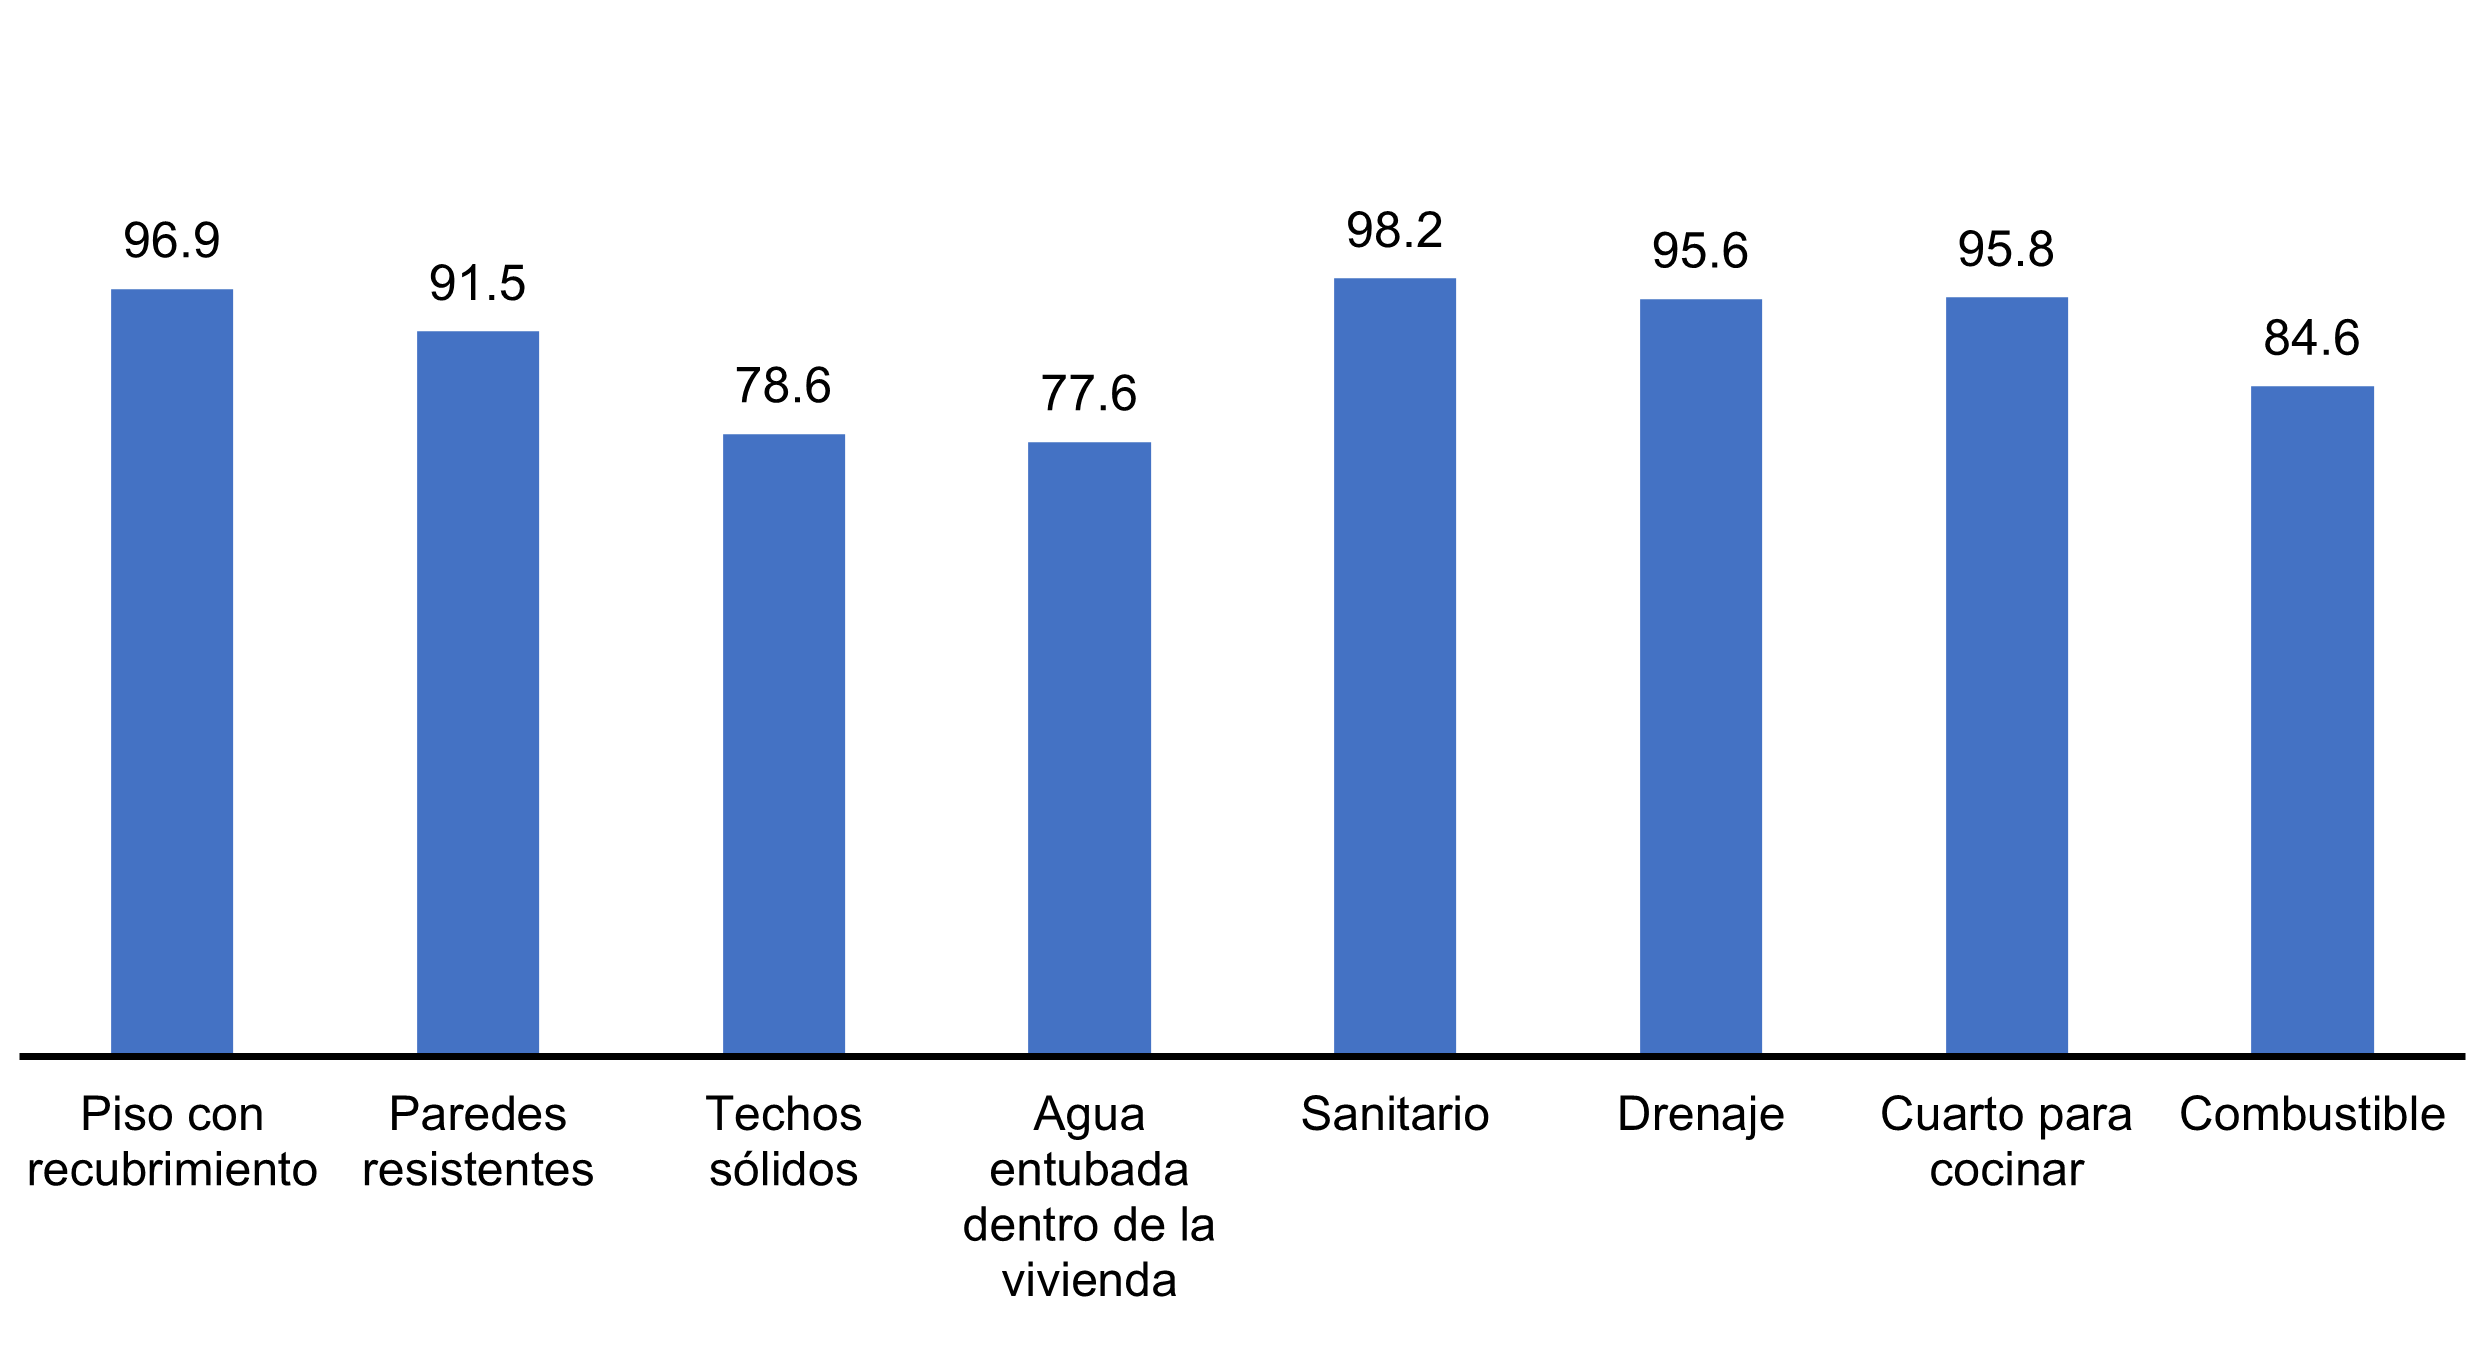 96.9
91.5
78.6
77.6
98.2
95.6
95.8
84.6
Piso con
recubrimiento
Paredes
resistentes
Techos
sólidos
Agua
entubada
dentro de la
vivienda
Sanitario
Drenaje
Cuarto para
cocinar
Combustible